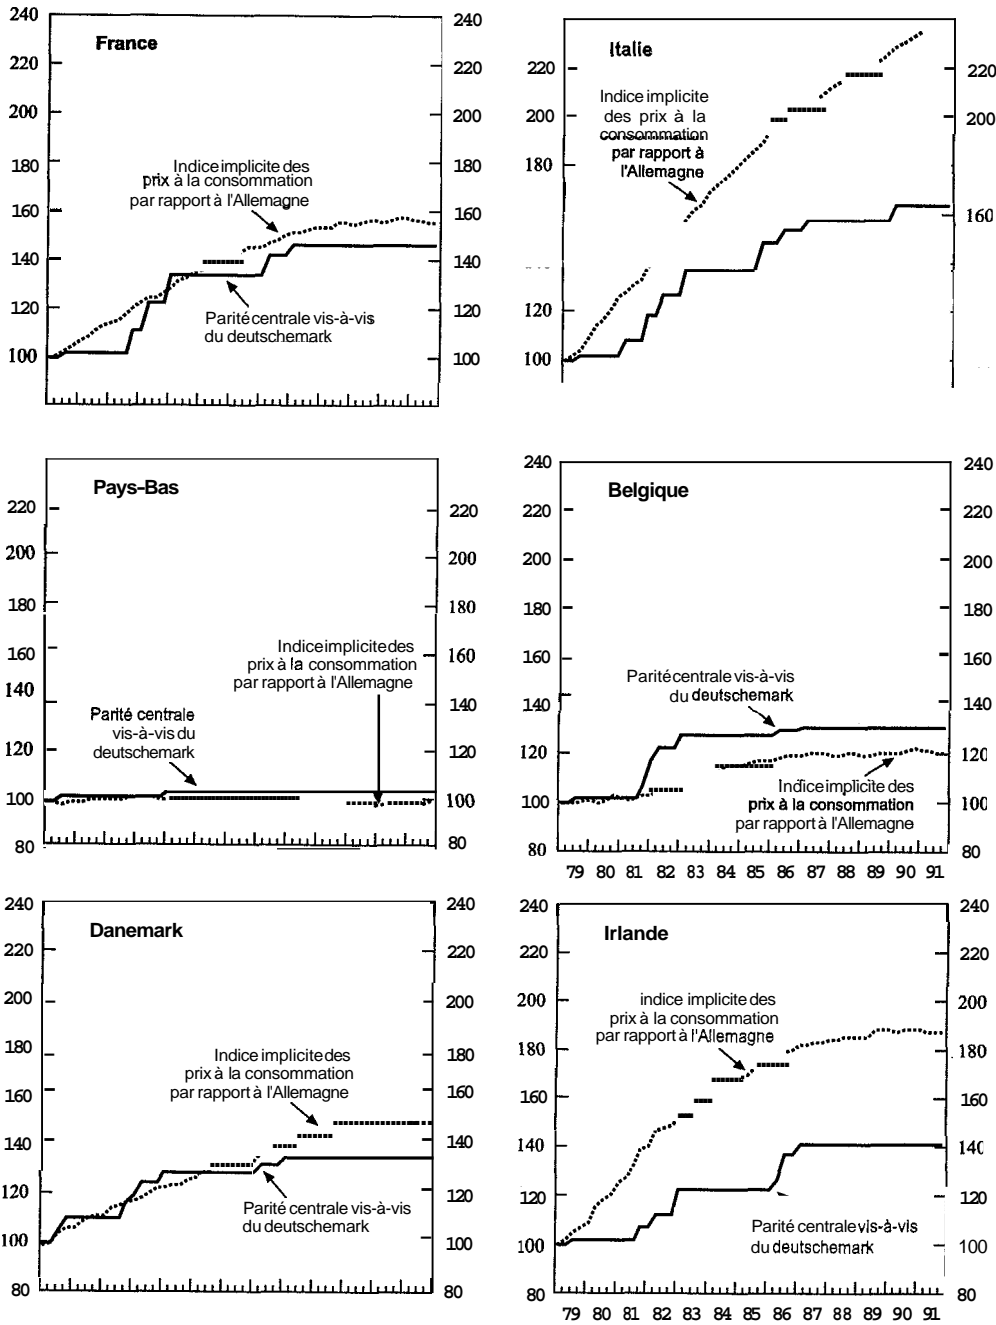 France
240
220
200
180
160
140
120
100
240
220
200
180
160
140
120
100
Indice implicite des
prix à la consommation
par rapport à l'Allemagne
Parité centrale vis-à-vis
du deutschemark
Italie
220
200
180
120
100
220
200
160
Indice implicite
des prix à la
consommation
par rapport à
l'Allemagne
Pays-Bas
220
200
180
160
140
120
100
80
220
200
180
160
140
120
100
80
Indice implicite des
prix à la consommation
par rapport à l'Allemagne
Parité centrale
vis-à-vis du
deutschemark
Belgique
240
220
200
180
160
140
120
100
80
240
220
200
180
160
140
120
100
80
Parité centrale vis-à-vis
du deutschemark
Indice implicite des
prix à la consommation
par rapport à l'Allemagne
79 80 81 82 83 84 85 86 87 88 89 90 91
Danemark
240
220
200
180
160
140
120
100
80
240
220
200
180
160
140
120
100
80
Indice implicite des
prix à la consommation
par rapport à l'Allemagne
Parité centrale vis-à-vis
du deutschemark
Irlande
240
220
200
180
160
140
120
100
80
240
220
200
180
160
140
120
100
80
indice implicite des
prix à la consommation
par rapport à l'Allemagne
Parité centrale vis-à-vis
du deutschemark
79 80 81 82 83 84 85 86 87 88 89 90 91